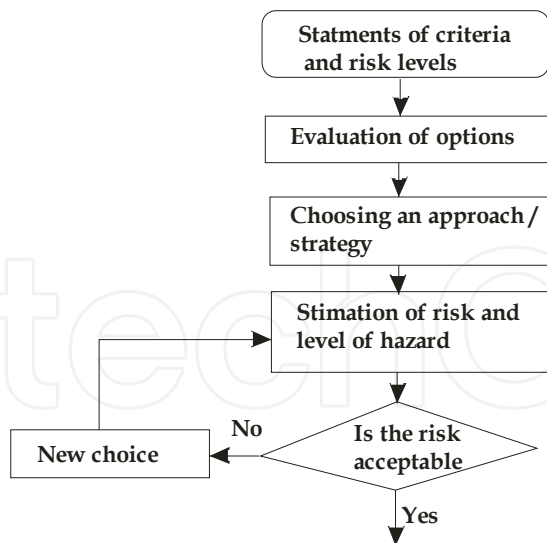 Statments of criteria
and risk levels
Evaluation of options
Choosing an approach/
strategy
Stimation of risk and
level of hazard
No
Is the risk
acceptable
New choice
Yes
techO